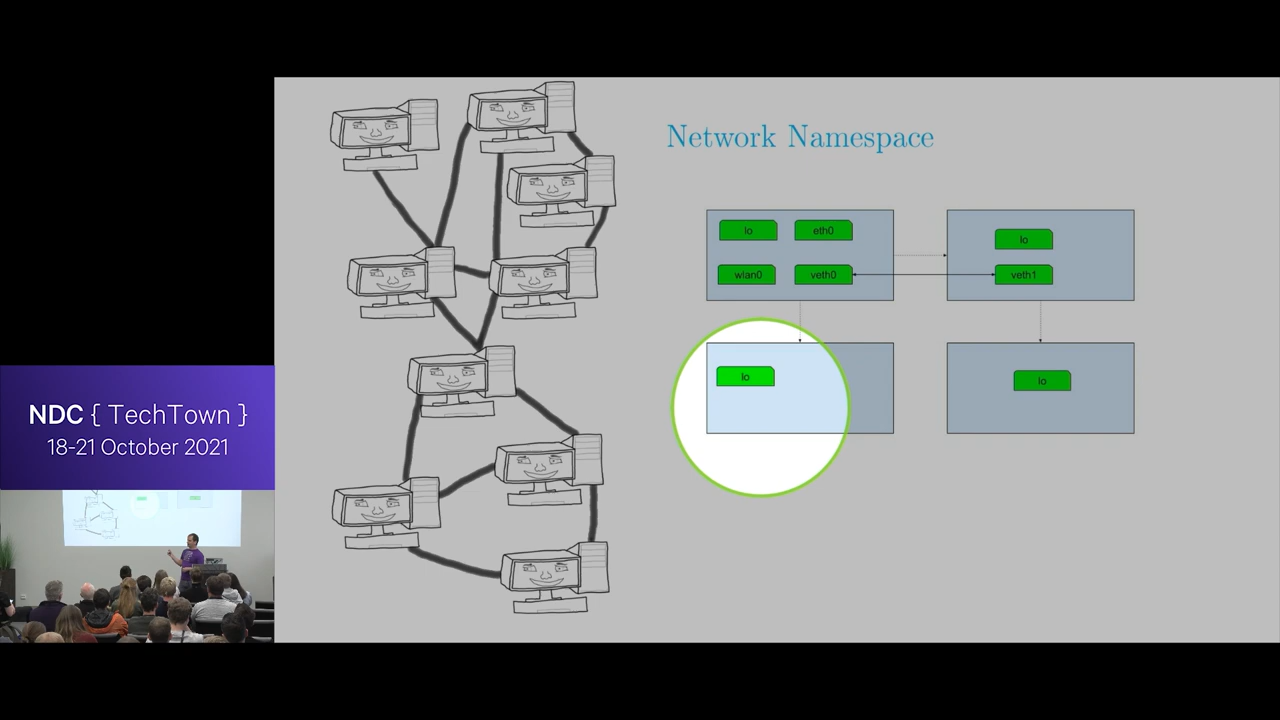 Network Namespace
lo
eth0
wlan0
veth0
lo
veth1
lo
lo
NDC { TechTown }
18-21 October 2021